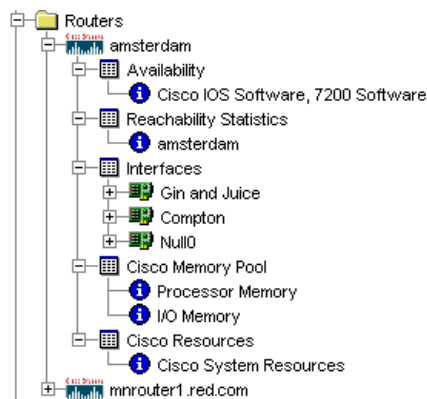 Routers
amsterdam
Availability
Cisco IOS Software, 7200 Software
Reachability Statistics
amsterdam
Interfaces
Gin and Juice
Compton
Null0
Cisco Memory Pool
Processor Memory
I/O Memory
Cisco Resources
Cisco System Resources
mnrouter1.red.com